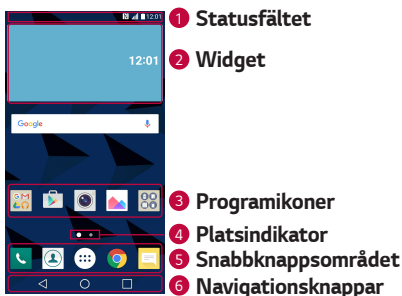 12:01
1 Statusfältet
12:01
2 Widget
Google
3 Programikoner
4 Platsindikator
5 Snabbknappsområdet
6 Navigationsknappar